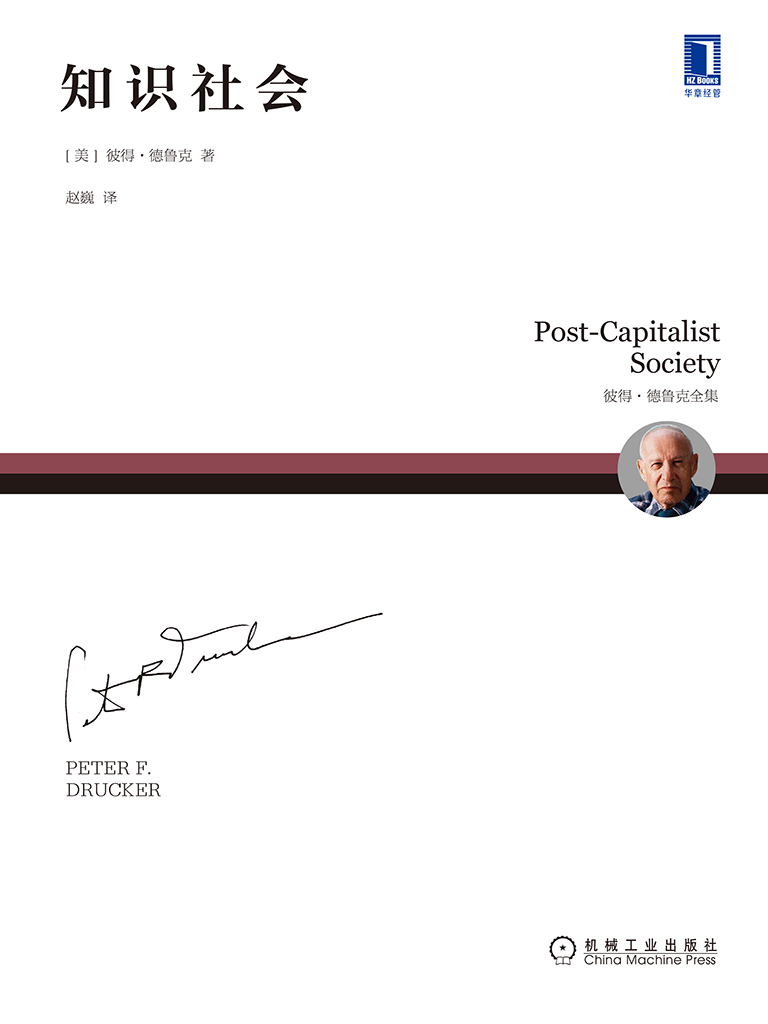 知识社会
HZ BOOKS
华章经管
[ 美 ] 彼得·德鲁克 著
赵巍 译
Post-Capitalist
Society
彼得·德鲁克全集
Peter F. Drucker
PETER F.
DRUCKER
机械工业出版社
China Machine Press